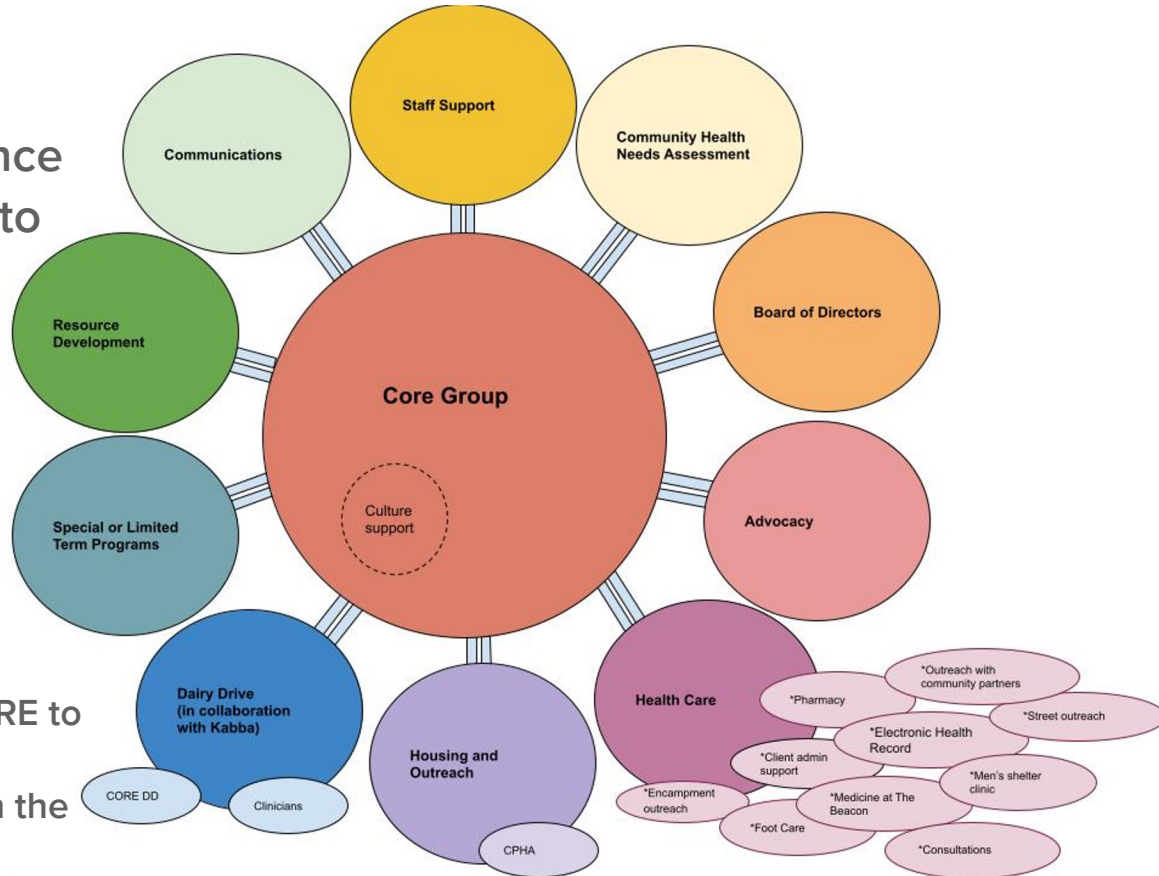 nce
to
RE to
n the
Staff Support
Communications
Community Health
Needs Assessment
Resource
Development
Board of Directors
Core Group
Culture
support
Special or Limited
Term Programs
Advocacy
Dairy Drive
(in collaboration
with Kabba)
CORE DD
Clinicians
Housing and
Outreach
CPHA
Health Care
*Pharmacy
*Outreach with
community partners
*Street outreach
*Electronic Health
Record
*Client admin
support
*Men's shelter
clinic
*Encampment
outreach
*Medicine at The
Beacon
*Foot Care
*Consultations